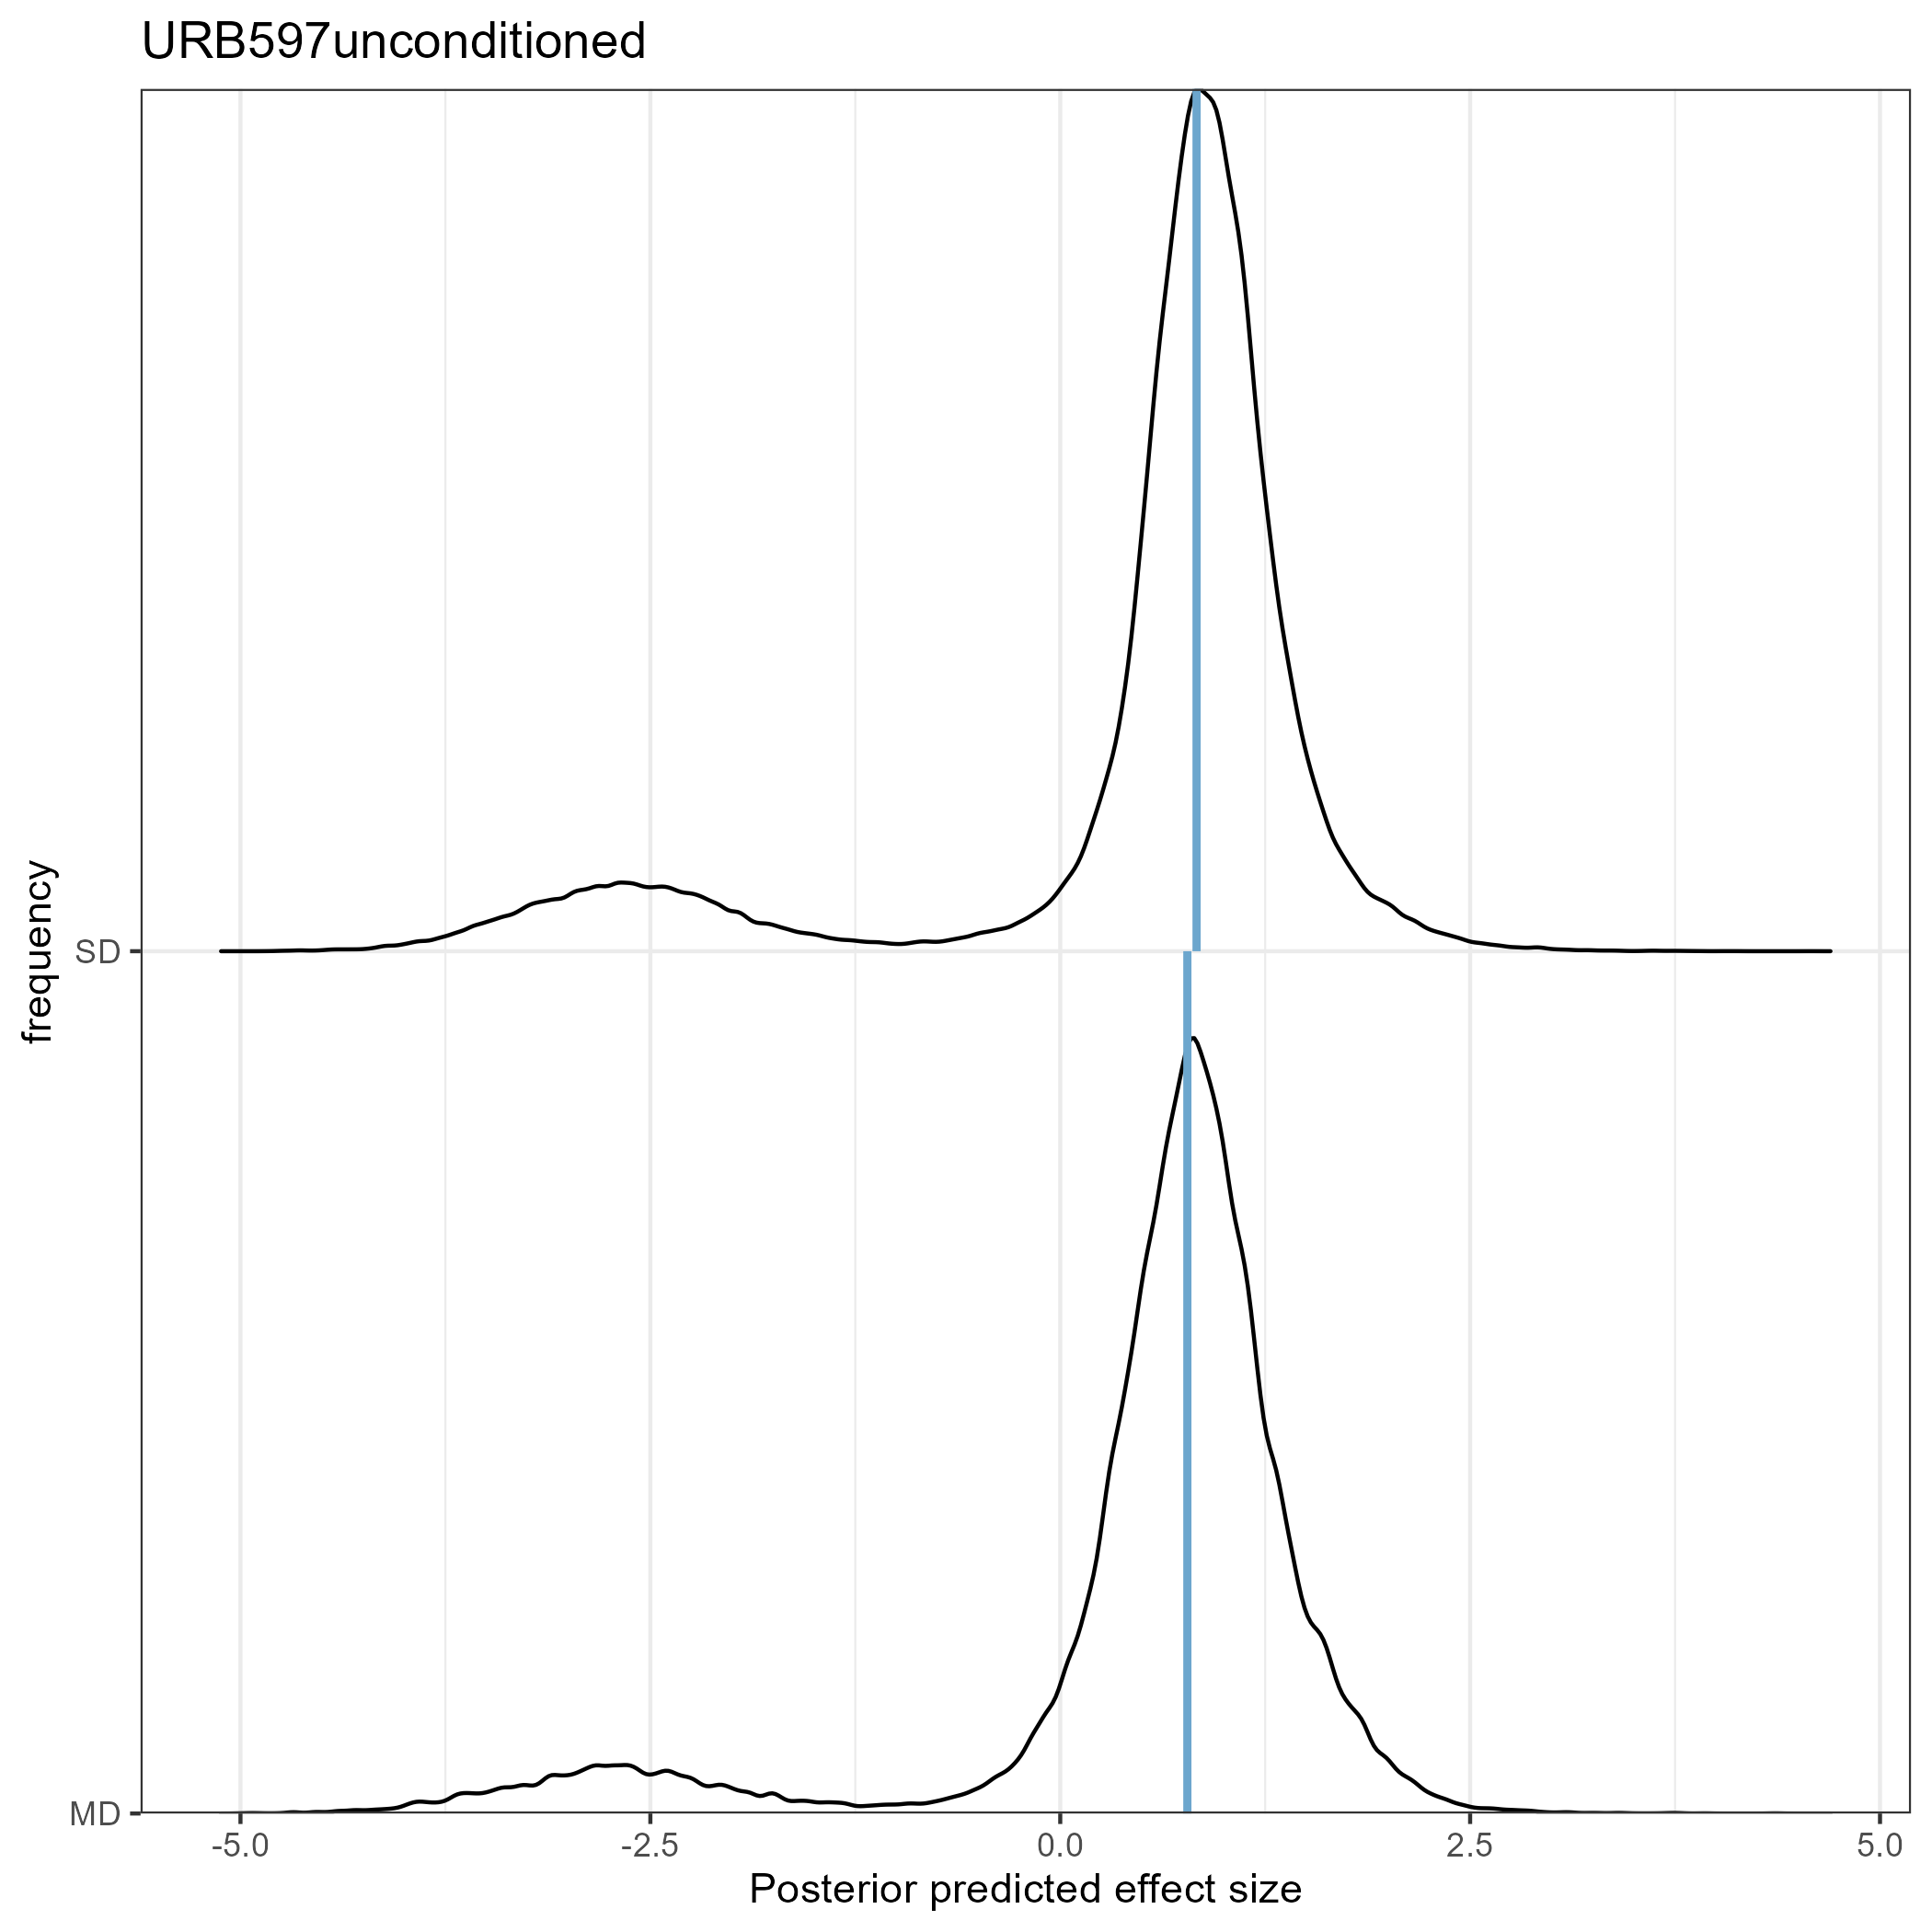 URB597unconditioned
frequency
SD
MD
-5.0
-2.5
0.0
2.5
5.0
Posterior predicted effect size